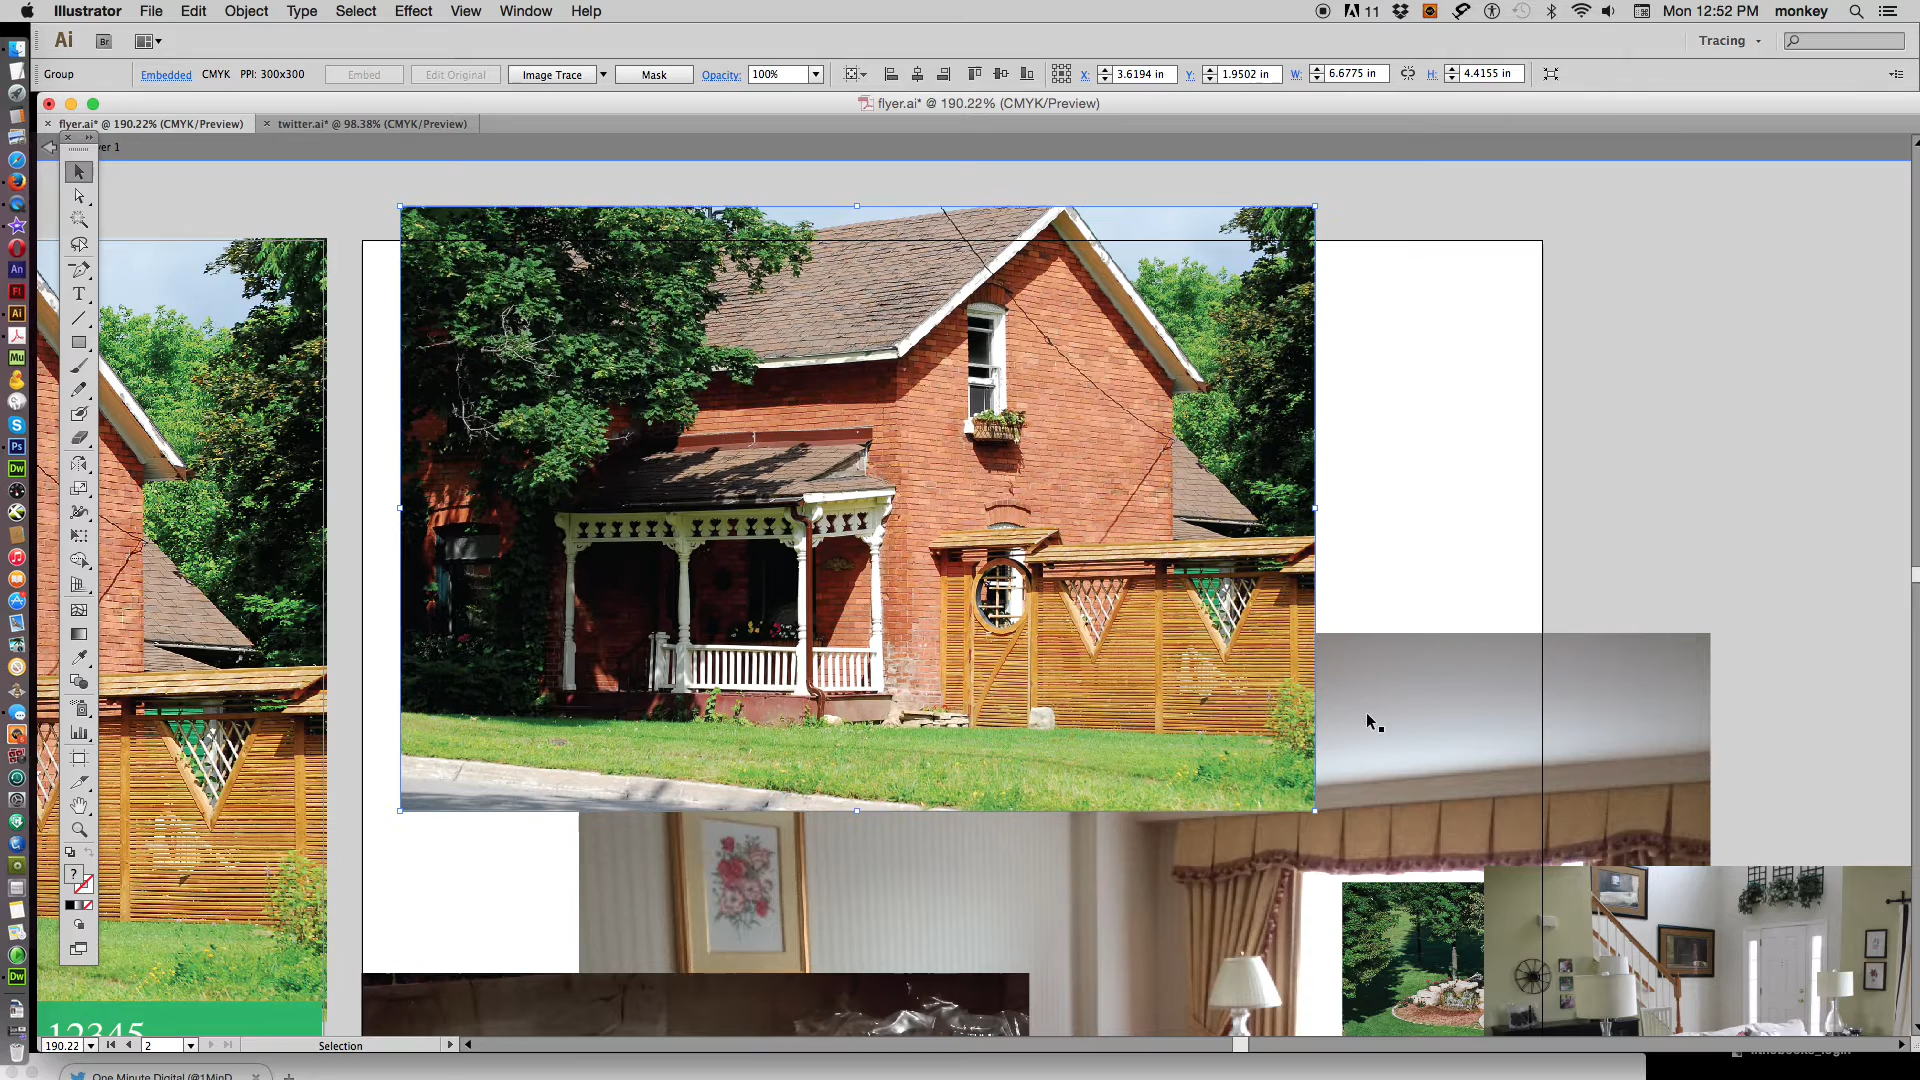 Illustrator File Edit Object Type Select Effect View Window Help
11
Mon 12:52 PM monkey
Ai Br
Tracing
Group
Embedded CMYK PPI: 300x300 Embed Edit Original Image Trace Mask Opacity: 100% X: 3.6194 in Y: 1.9502 in W: 6.6775 in H: 4.4155 in
flyer.ai* @ 190.22% (CMYK/Preview)
× flyer.ai* @ 190.22% (CMYK/Preview) × twitter.ai* @ 98.38% (CMYK/Preview)
yer 1
12345
190.22 2 Selection
One Minute Digital (@1MinD